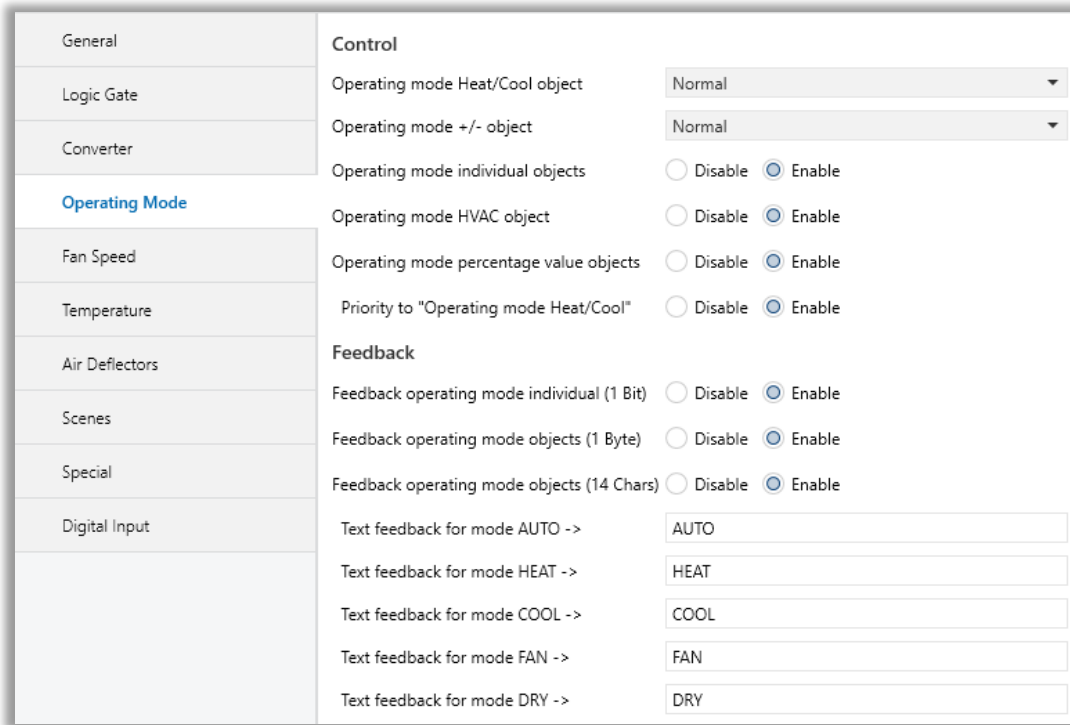 General
Logic Gate
Converter
Operating Mode
Fan Speed
Temperature
Air Deflectors
Scenes
Special
Digital Input
Control
Operating mode Heat/Cool object Normal
Operating mode +/- object Normal
Operating mode individual objects Disable Enable
Operating mode HVAC object Disable Enable
Operating mode percentage value objects Disable Enable
Priority to "Operating mode Heat/Cool" Disable Enable
Feedback
Feedback operating mode individual (1 Bit) Disable Enable
Feedback operating mode objects (1 Byte) Disable Enable
Feedback operating mode objects (14 Chars) Disable Enable
Text feedback for mode AUTO -> AUTO
Text feedback for mode HEAT -> HEAT
Text feedback for mode COOL -> COOL
Text feedback for mode FAN -> FAN
Text feedback for mode DRY -> DRY